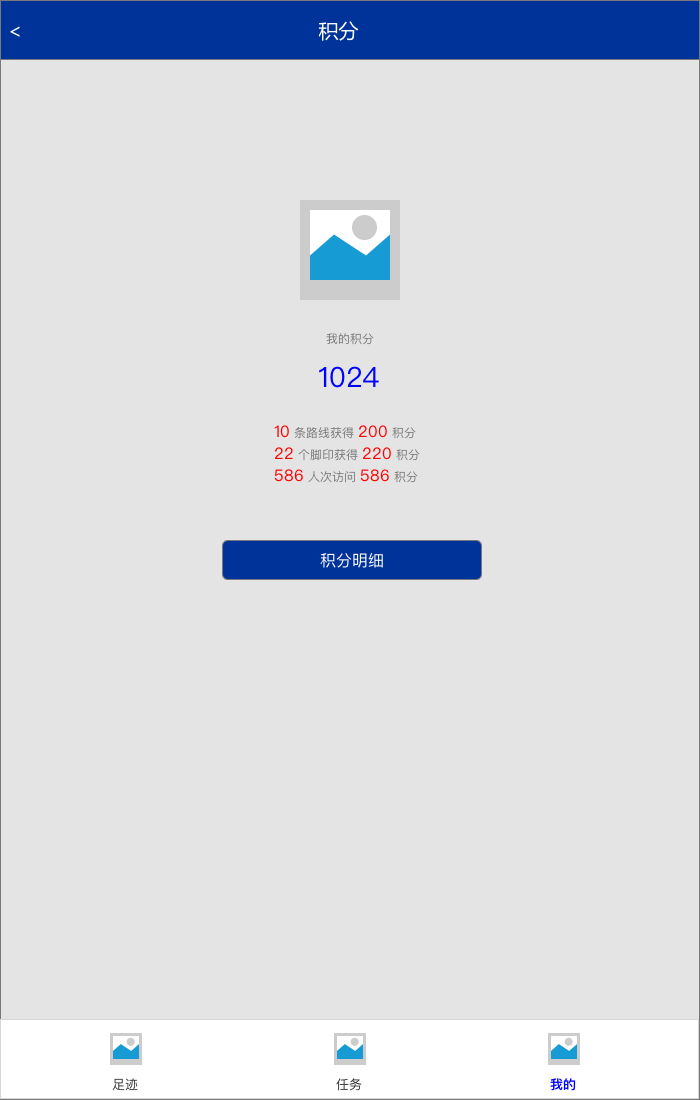 < 积分
我的积分
1024
10 条路线获得 200 积分
22 个脚印获得 220 积分
586 人次访问 586 积分
积分明细
足迹 任务 我的